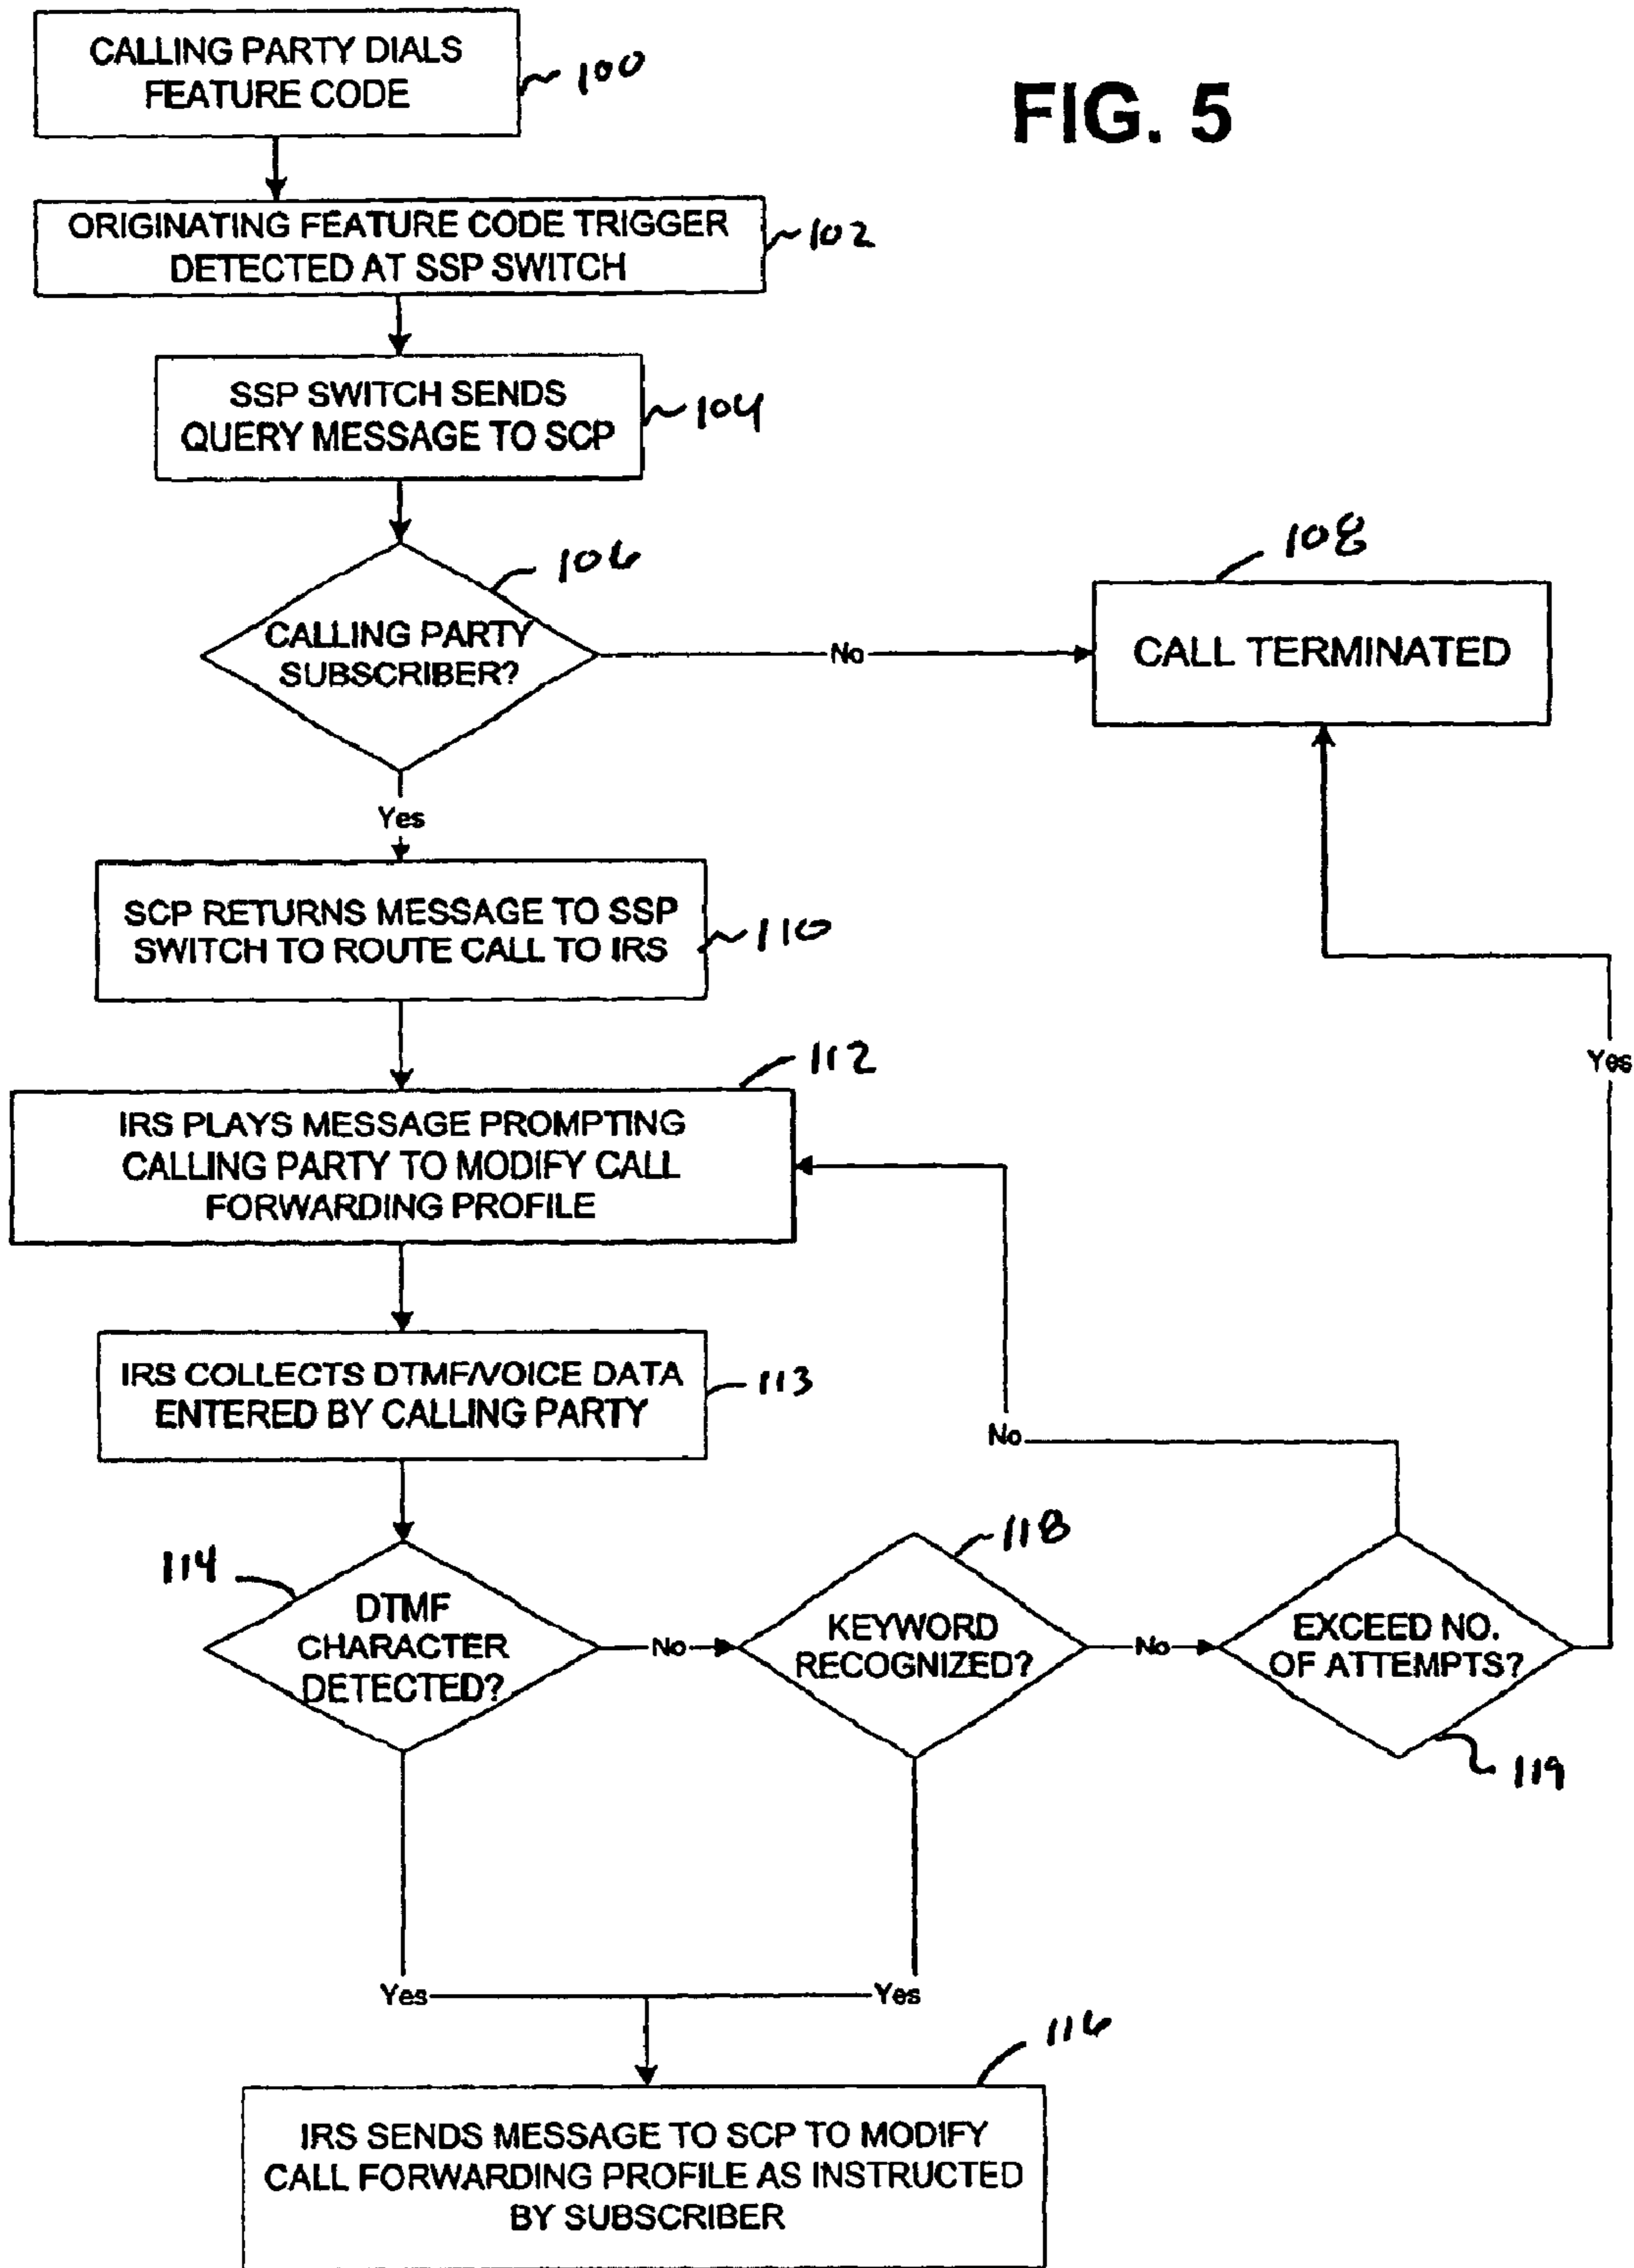 CALLING PARTY DIALS
FEATURE CODE
100
FIG. 5
ORIGINATING FEATURE CODE TRIGGER
DETECTED AT SSP SWITCH
102
SSP SWITCH SENDS
QUERY MESSAGE TO SCP
104
106
CALLING PARTY
SUBSCRIBER?
No
108
CALL TERMINATED
Yes
SCP RETURNS MESSAGE TO SSP
SWITCH TO ROUTE CALL TO IRS
110
Yes
112
IRS PLAYS MESSAGE PROMPTING
CALLING PARTY TO MODIFY CALL
FORWARDING PROFILE
IRS COLLECTS DTMF/VOICE DATA
ENTERED BY CALLING PARTY
113
No
114
DTMF
CHARACTER
DETECTED?
No
118
KEYWORD
RECOGNIZED?
No
EXCEED NO.
OF ATTEMPTS?
119
Yes
Yes
116
IRS SENDS MESSAGE TO SCP TO MODIFY
CALL FORWARDING PROFILE AS INSTRUCTED
BY SUBSCRIBER